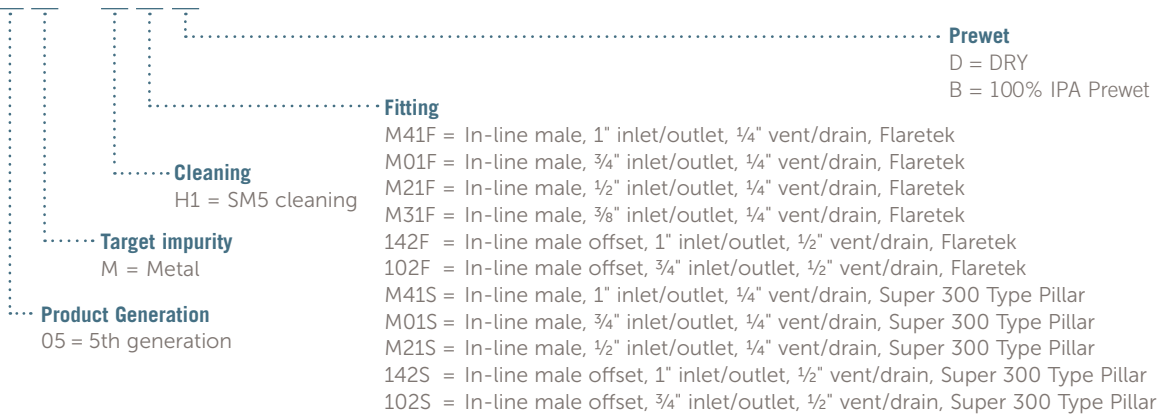 Prewet
D = DRY
B = 100% IPA Prewet
Fitting
M41F = In-line male, 1" inlet/outlet, ¼" vent/drain, Flaretek
M01F = In-line male, ¾" inlet/outlet, ¼" vent/drain, Flaretek
M21F = In-line male, ½" inlet/outlet, ¼" vent/drain, Flaretek
M31F = In-line male, ⅜" inlet/outlet, ¼" vent/drain, Flaretek
142F = In-line male offset, 1" inlet/outlet, ½" vent/drain, Flaretek
102F = In-line male offset, ¾" inlet/outlet, ½" vent/drain, Flaretek
M41S = In-line male, 1" inlet/outlet, ¼" vent/drain, Super 300 Type Pillar
M01S = In-line male, ¾" inlet/outlet, ¼" vent/drain, Super 300 Type Pillar
M21S = In-line male, ½" inlet/outlet, ¼" vent/drain, Super 300 Type Pillar
142S = In-line male offset, 1" inlet/outlet, ½" vent/drain, Super 300 Type Pillar
102S = In-line male offset, ¾" inlet/outlet, ½" vent/drain, Super 300 Type Pillar
Cleaning
H1 = SM5 cleaning
Target impurity
M = Metal
Product Generation
05 = 5th generation